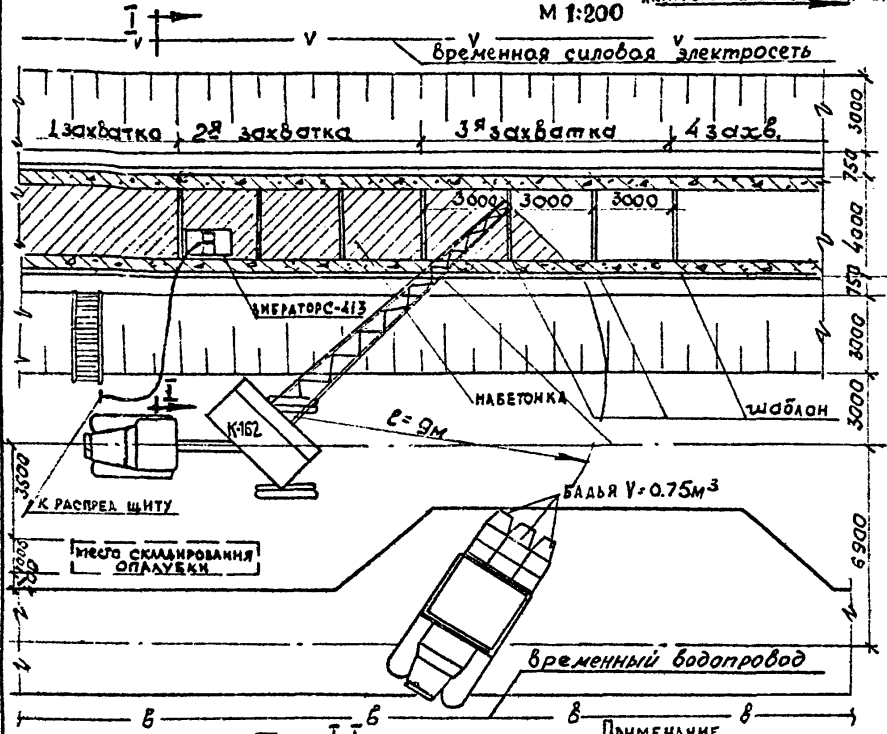 М 1:200
I
v v v v
временная силовая электросеть
1 захватка 2я захватка 3я захватка 4 захв.
3000
750
4000
750
3000
3000
6900
3000 3000 3000
ВИБРАТОР С-413
НАБЕТОНКА
шаблон
I
К-162
ℓ=9м
3500
К РАСПРЕД ЩИТУ
БАДЬЯ V=0.75м³
места СКЛАДИРОВАНИЯ
ОПАЛУБКИ
временный водопровод
в в в в
I-I
Примечание